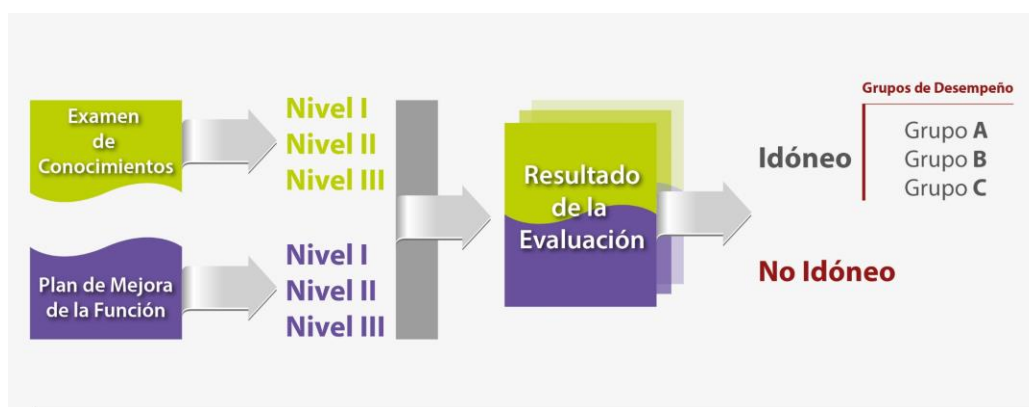 Examen
de
Conocimientos
Nivel I
Nivel II
Nivel III
Plan de Mejora
de la Función
Nivel I
Nivel II
Nivel III
Resultado
de la
Evaluación
Idóneo
Grupos de Desempeño
Grupo A
Grupo B
Grupo C
No Idóneo